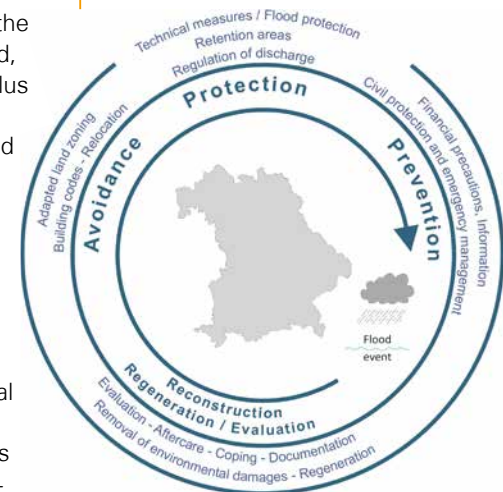 the
d,
lus
d
al
s
-
Technical measures / Flood protection
Retention areas
Regulation of discharge
Protection
Adapted land zoning
Building codes - Relocation
Avoidance
Financial precautions, Information
Civil protection and emergency management
Prevention
Flood
event
Reconstruction
Regeneration / Evaluation
Evaluation - Aftercare - Coping - Documentation
Removal of environmental damages - Regeneration